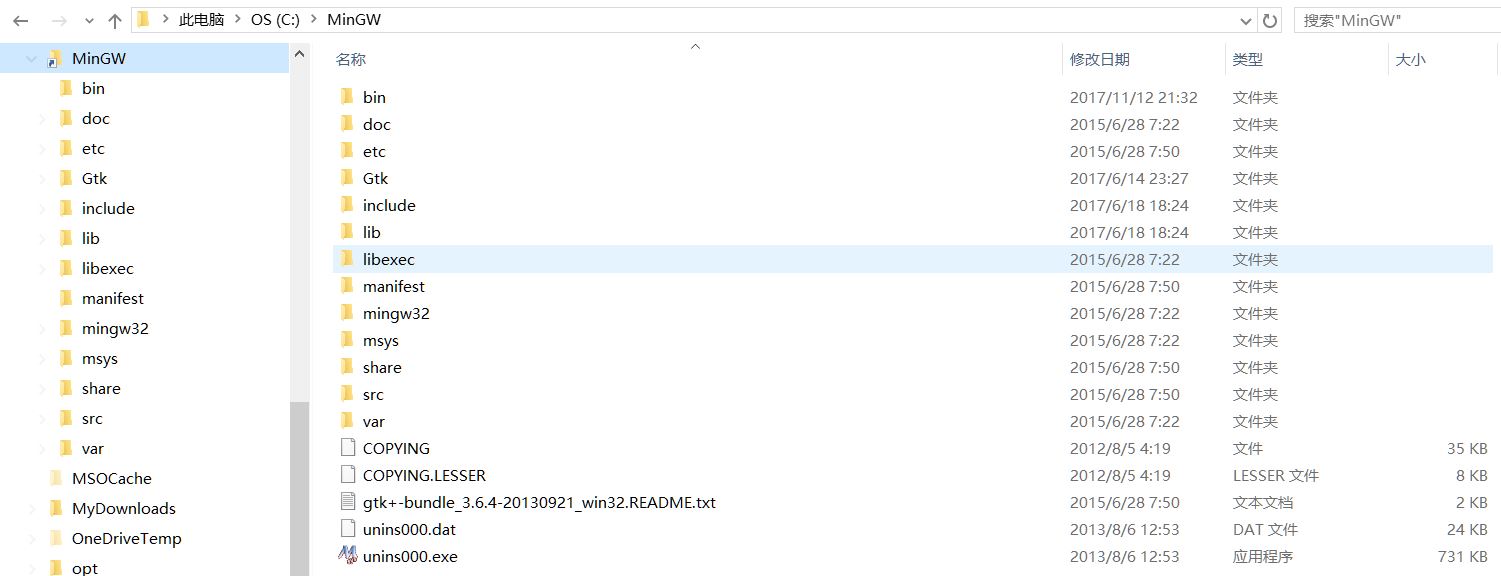 此电脑 OS (C:) MinGW 搜索"MinGW"
MinGW
bin
doc
etc
Gtk
include
lib
libexec
manifest
mingw32
msys
share
src
var
MSOCache
MyDownloads
OneDriveTemp
opt
名称 修改日期 类型 大小
bin 2017/11/12 21:32 文件夹
doc 2015/6/28 7:22 文件夹
etc 2015/6/28 7:50 文件夹
Gtk 2017/6/14 23:27 文件夹
include 2017/6/18 18:24 文件夹
lib 2017/6/18 18:24 文件夹
libexec 2015/6/28 7:22 文件夹
manifest 2015/6/28 7:50 文件夹
mingw32 2015/6/28 7:22 文件夹
msys 2015/6/28 7:22 文件夹
share 2015/6/28 7:50 文件夹
src 2015/6/28 7:50 文件夹
var 2015/6/28 7:22 文件夹
COPYING 2012/8/5 4:19 文件 35 KB
COPYING.LESSER 2012/8/5 4:19 LESSER 文件 8 KB
gtk+-bundle_3.6.4-20130921_win32.README.txt 2015/6/28 7:50 文本文档 2 KB
unins000.dat 2013/8/6 12:53 DAT 文件 24 KB
unins000.exe 2013/8/6 12:53 应用程序 731 KB